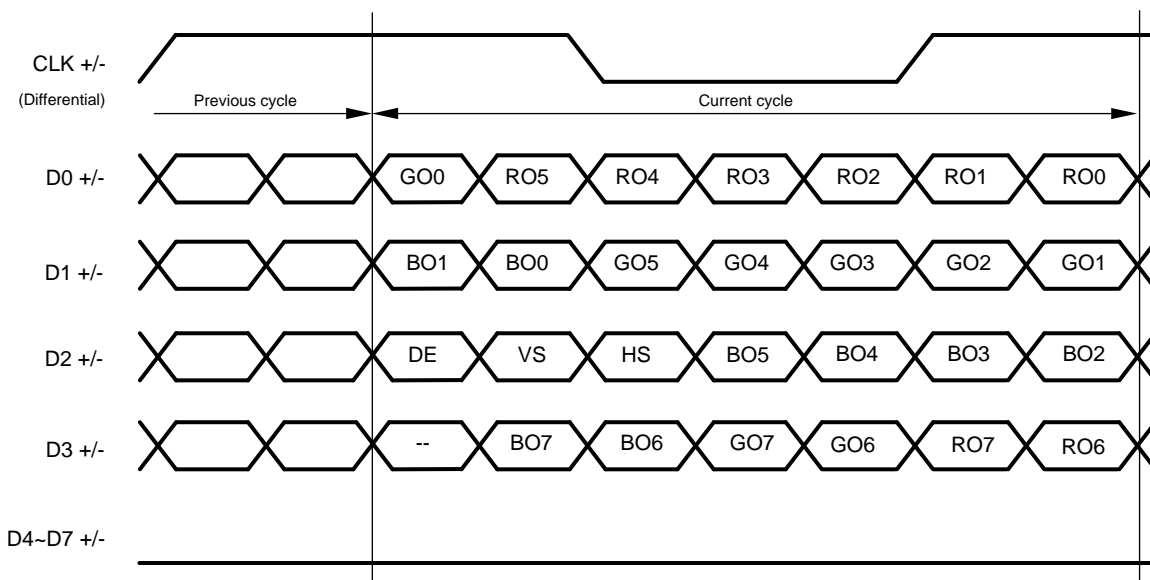 CLK +/-
(Differential)
Previous cycle
Current cycle
D0 +/-
GO0 RO5 RO4 RO3 RO2 RO1 RO0
D1 +/-
BO1 BO0 GO5 GO4 GO3 GO2 GO1
D2 +/-
DE VS HS BO5 BO4 BO3 BO2
D3 +/-
-- BO7 BO6 GO7 GO6 RO7 RO6
D4~D7 +/-